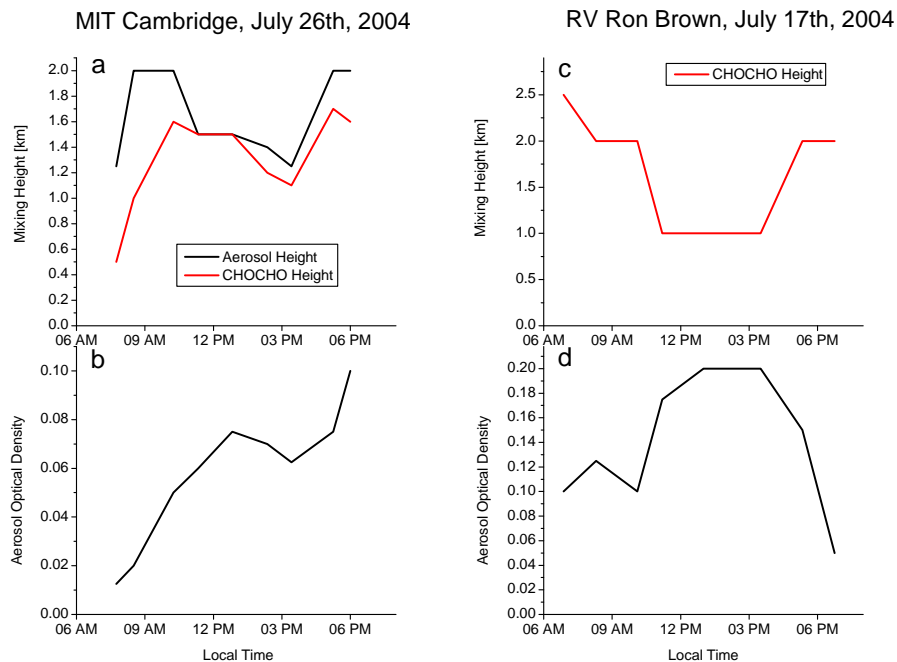 MIT Cambridge, July 26th, 2004
RV Ron Brown, July 17th, 2004
a
2.0
1.8
1.6
1.4
1.2
1.0
0.8
0.6
0.4
0.2
0.0
Mixing Height [km]
Aerosol Height
CHOCHO Height
06 AM 09 AM 12 PM 03 PM 06 PM
c
CHOCHO Height
2.5
2.0
1.5
1.0
0.5
0.0
Mixing Height [km]
06 AM 09 AM 12 PM 03 PM 06 PM
b
0.10
0.08
0.06
0.04
0.02
0.00
Aerosol Optical Density
06 AM 09 AM 12 PM 03 PM 06 PM
Local Time
d
0.20
0.18
0.16
0.14
0.12
0.10
0.08
0.06
0.04
0.02
0.00
Aerosol Optical Density
06 AM 09 AM 12 PM 03 PM 06 PM
Local Time